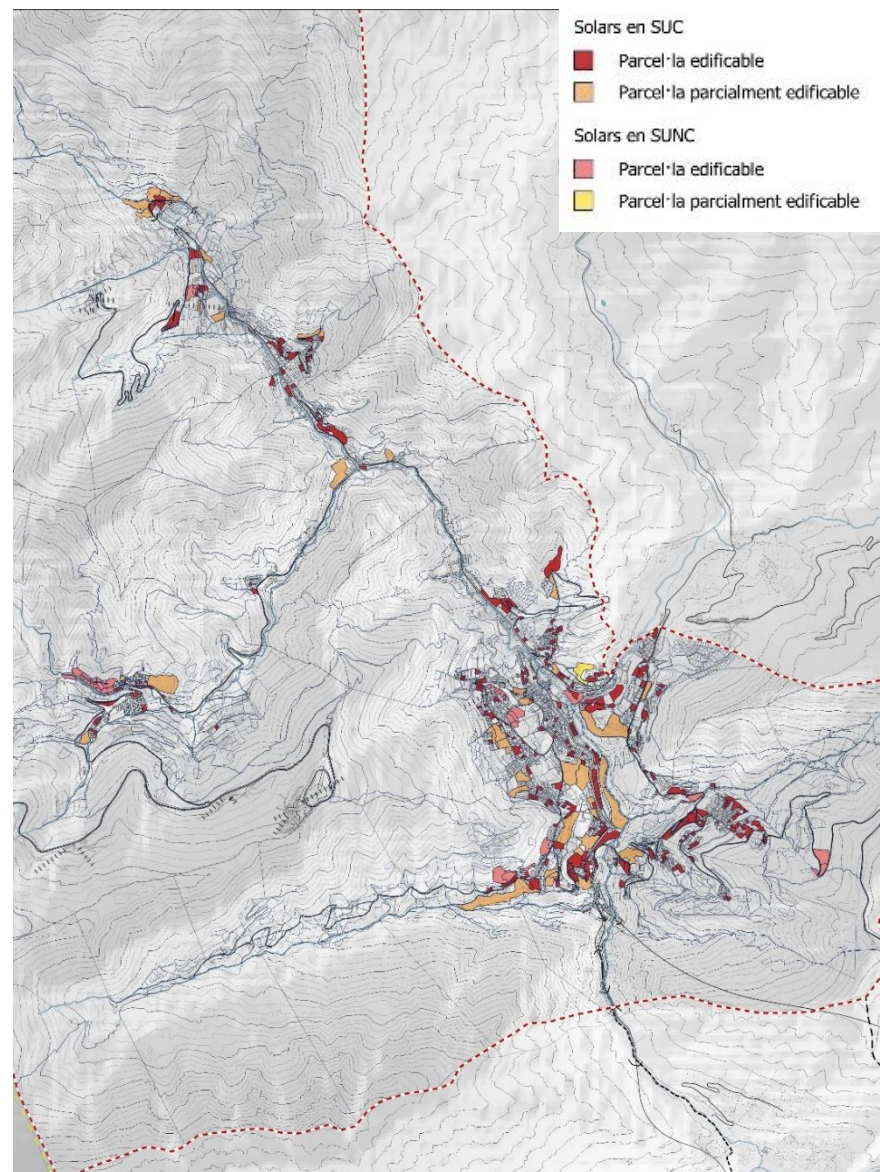 Solars en SUC
Parcel·la edificable
Parcel·la parcialment edificable
Solars en SUNC
Parcel·la edificable
Parcel·la parcialment edificable